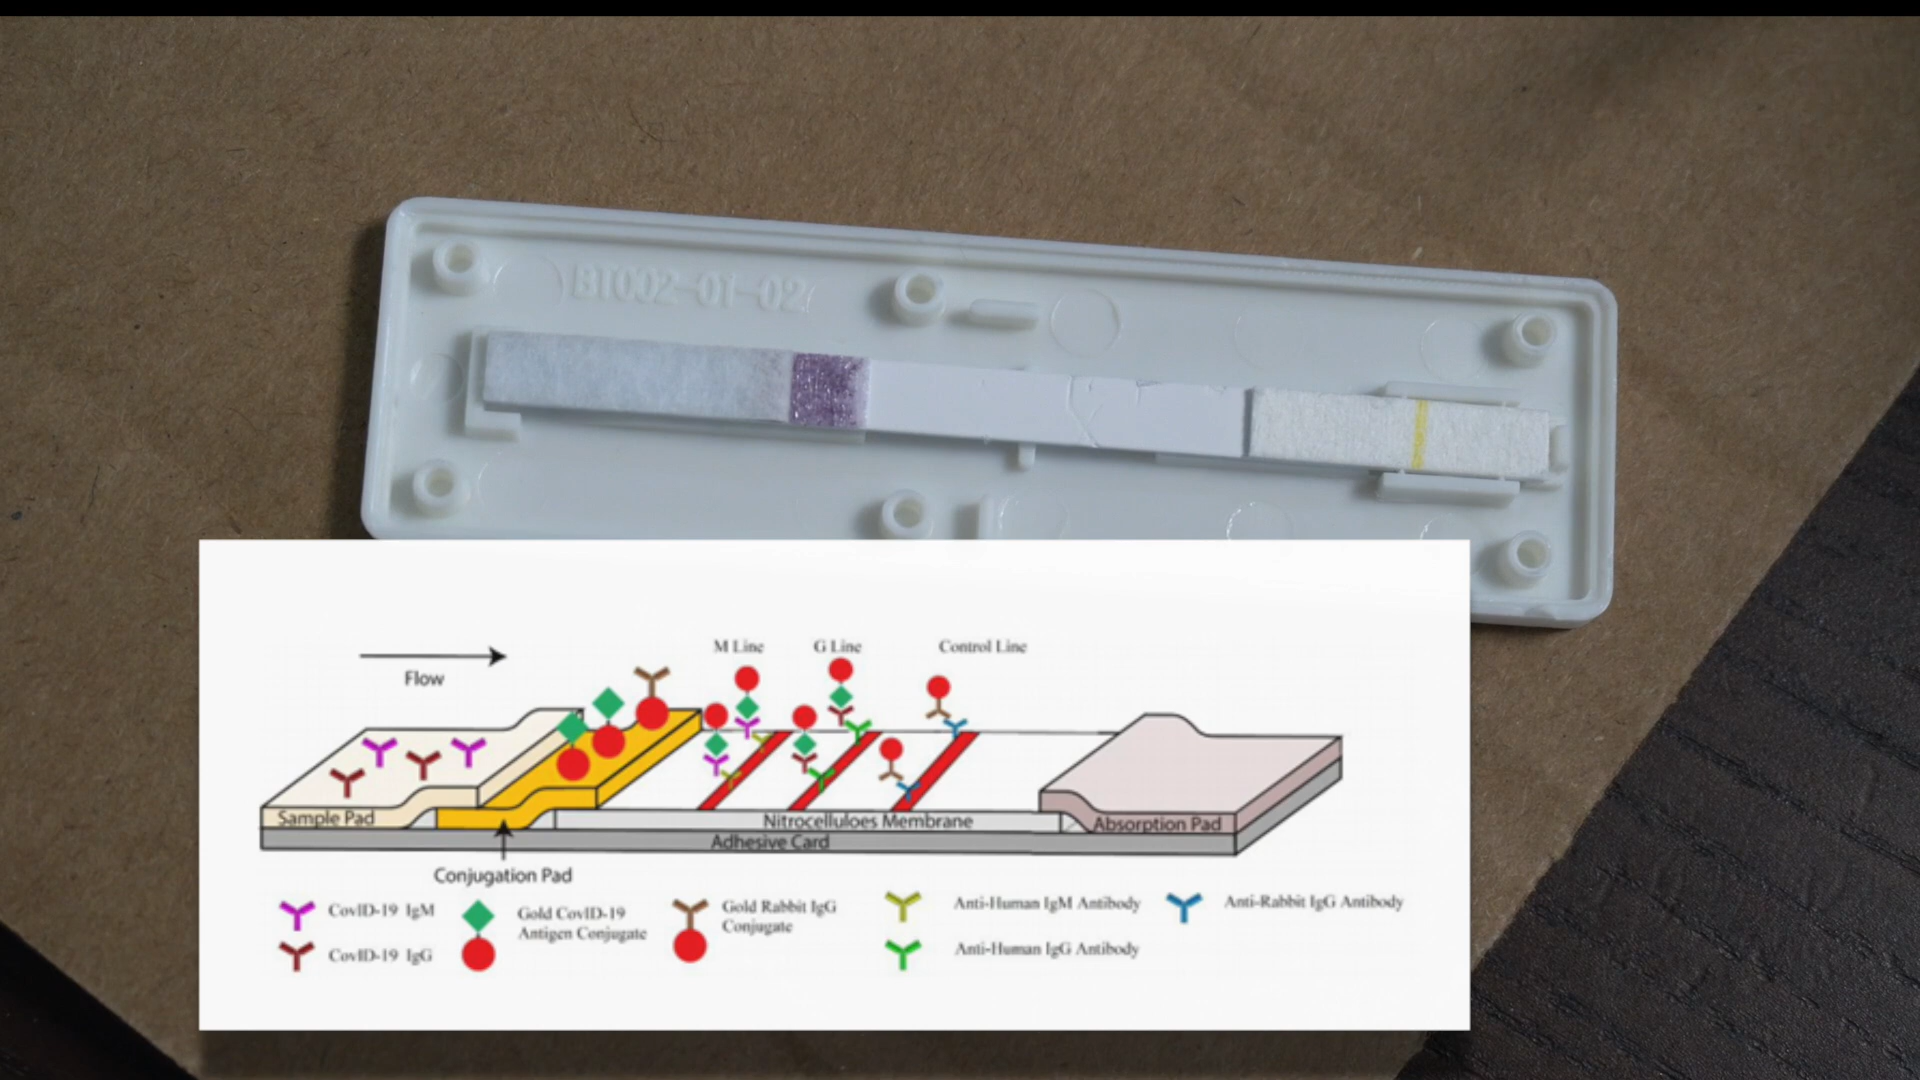 BT002-01-02
M Line
G Line
Control Line
Flow
Sample Pad
Nitrocelluloes Membrane
Absorption Pad
Adhesive Card
Conjugation Pad
CovID-19 IgM
CovID-19 IgG
Gold CovID-19
Antigen Conjugate
Gold Rabbit IgG
Conjugate
Anti-Human IgM Antibody
Anti-Human IgG Antibody
Anti-Rabbit IgG Antibody